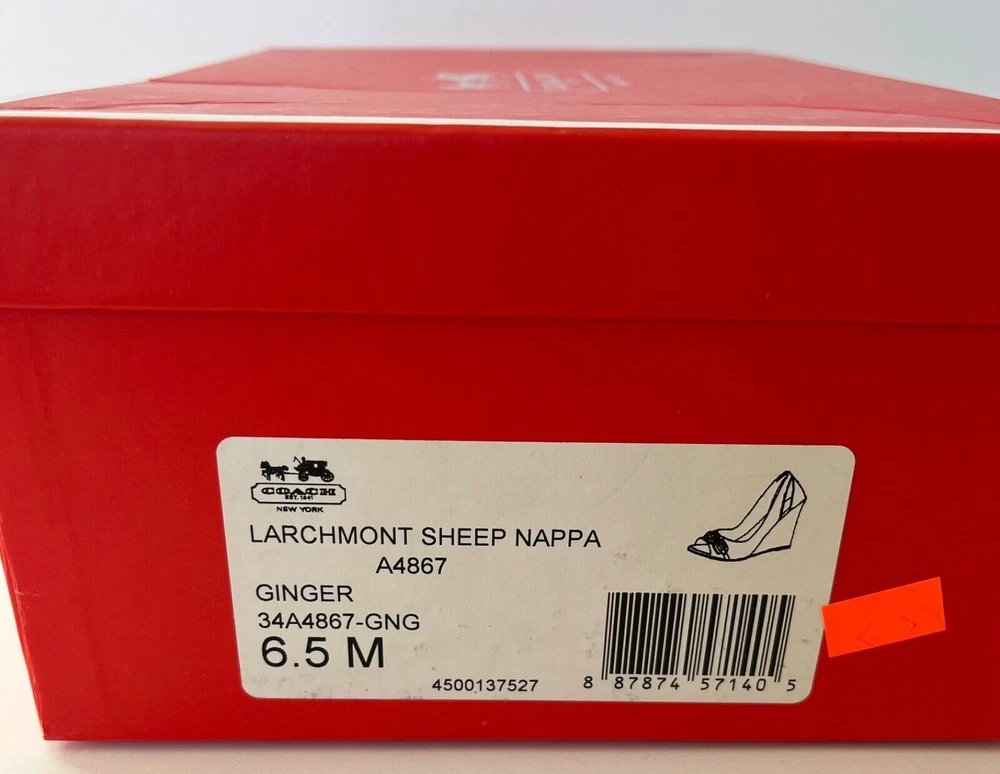 COACH
EST. 1941
NEW YORK
LARCHMONT SHEEP NAPPA
A4867
GINGER
34A4867-GNG
6.5 M
4500137527
8 87874 57140 5